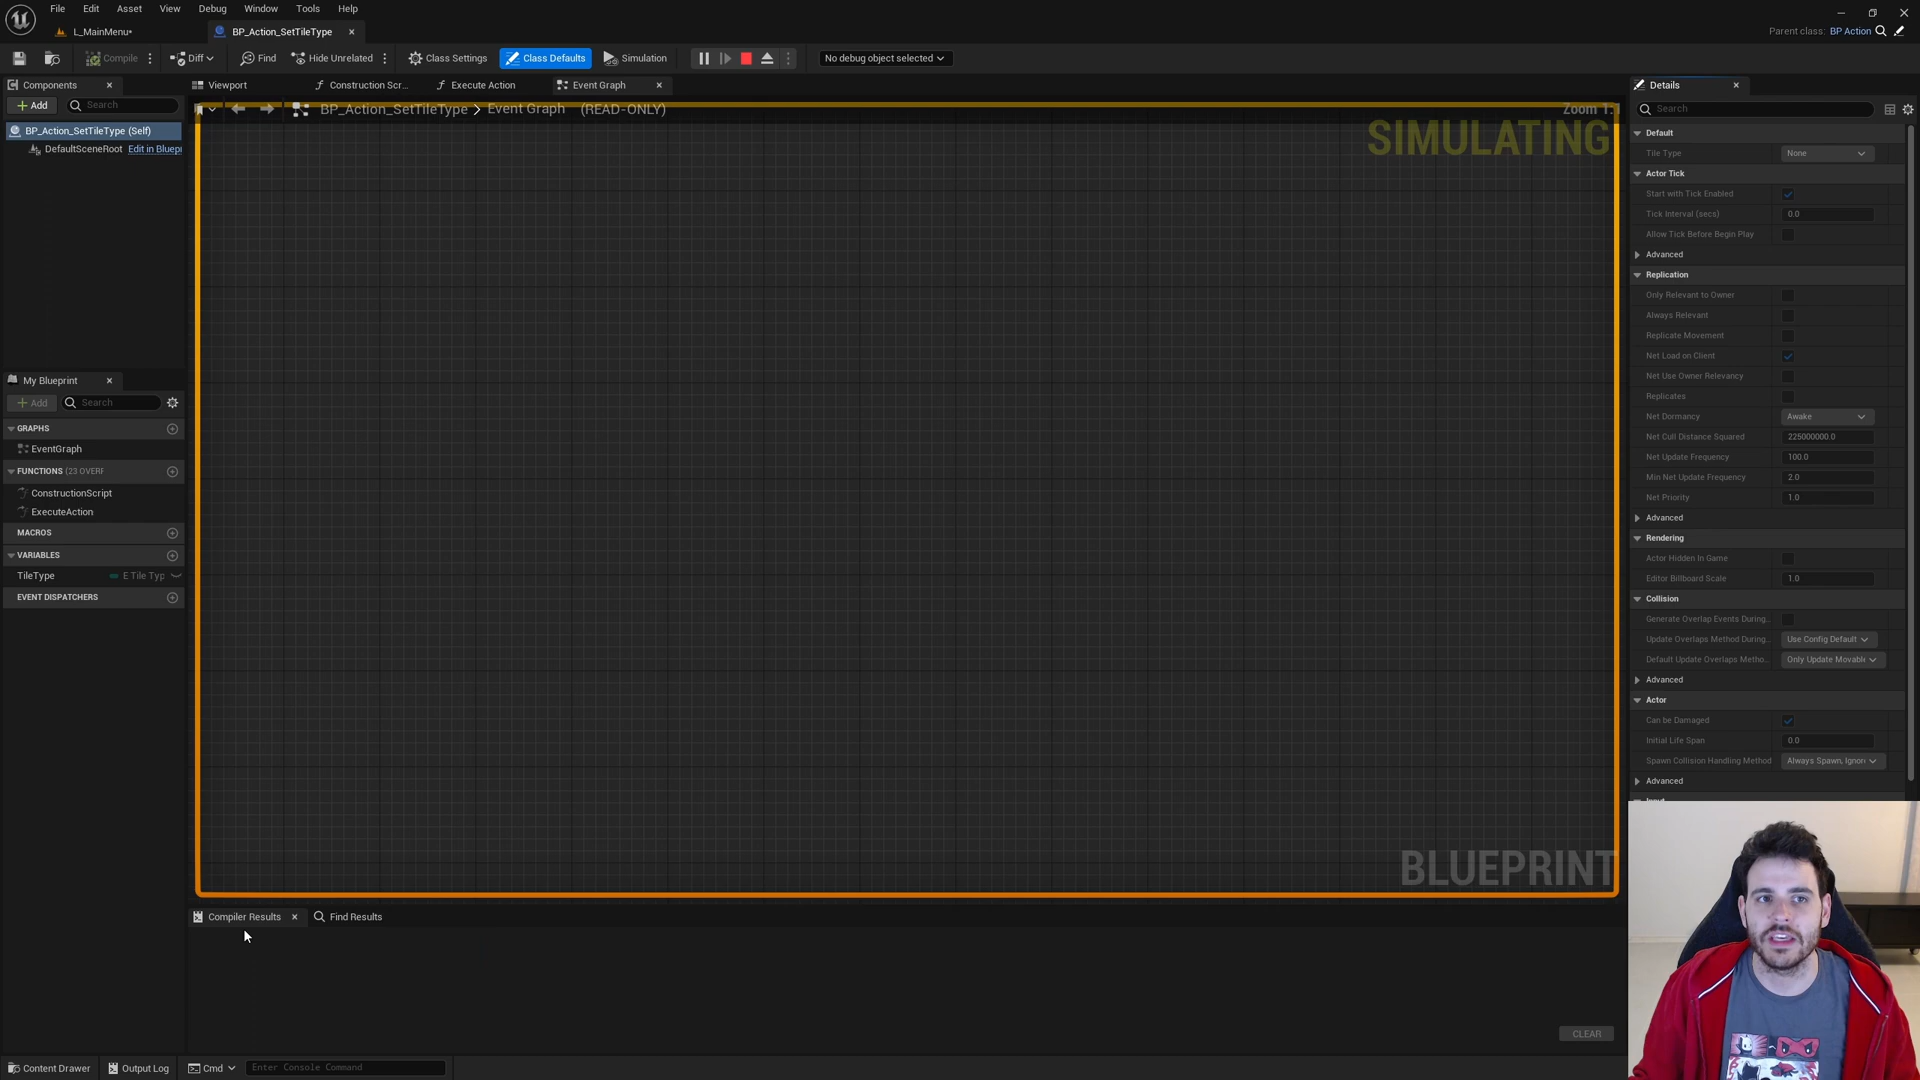 File Edit Asset View Debug Window Tools Help
L_MainMenu•
BP_Action_SetTileType
Parent class: BP Action
Compile
Diff
Find
Hide Unrelated
Class Settings
Class Defaults
Simulation
No debug object selected
Components
Add
Search
BP_Action_SetTileType (Self)
DefaultSceneRoot Edit in Bluepi
My Blueprint
Add
Search
GRAPHS
EventGraph
FUNCTIONS (23 OVERF
ConstructionScript
ExecuteAction
MACROS
VARIABLES
TileType E Tile Typ
EVENT DISPATCHERS
Viewport
Construction Scr...
Execute Action
Event Graph
BP_Action_SetTileType > Event Graph (READ-ONLY)
Zoom 1:1
SIMULATING
BLUEPRINT
Compiler Results
Find Results
CLEAR
Details
Search
Default
Tile Type None
Actor Tick
Start with Tick Enabled
Tick Interval (secs) 0.0
Allow Tick Before Begin Play
Advanced
Replication
Only Relevant to Owner
Always Relevant
Replicate Movement
Net Load on Client
Net Use Owner Relevancy
Replicates
Net Dormancy Awake
Net Cull Distance Squared 225000000.0
Net Update Frequency 100.0
Min Net Update Frequency 2.0
Net Priority 1.0
Advanced
Rendering
Actor Hidden In Game
Editor Billboard Scale 1.0
Collision
Generate Overlap Events During...
Update Overlaps Method During... Use Config Default
Default Update Overlaps Metho... Only Update Movabl
Advanced
Actor
Can be Damaged
Initial Life Span 0.0
Spawn Collision Handling Method Always Spawn, Ignor
Advanced
Content Drawer
Output Log
Cmd
Enter Console Command